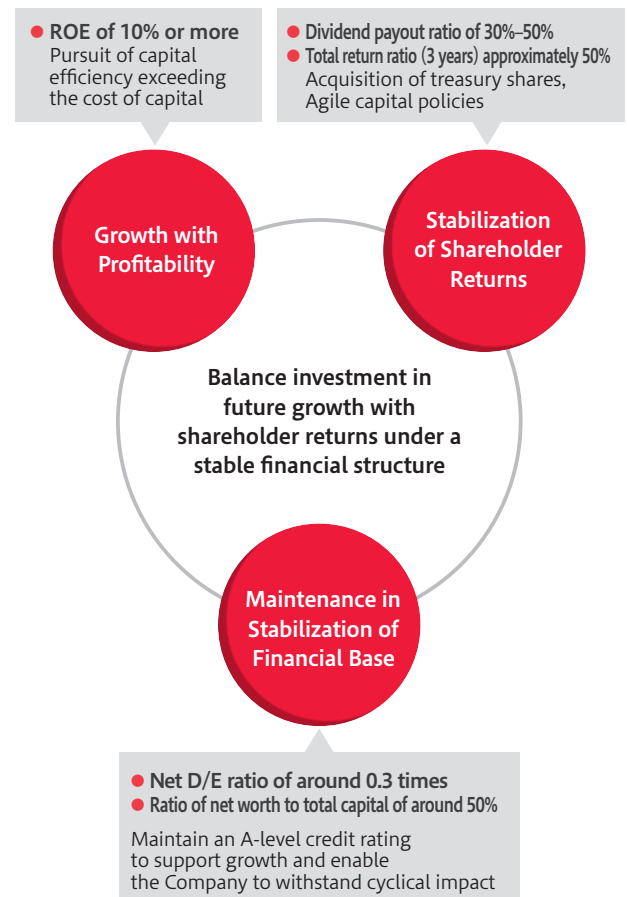 ● ROE of 10% or more
Pursuit of capital
efficiency exceeding
the cost of capital
● Dividend payout ratio of 30%–50%
● Total return ratio (3 years) approximately 50%
Acquisition of treasury shares,
Agile capital policies
Growth with
Profitability
Stabilization
of Shareholder
Returns
Balance investment in
future growth with
shareholder returns under a
stable financial structure
Maintenance in
Stabilization of
Financial Base
● Net D/E ratio of around 0.3 times
● Ratio of net worth to total capital of around 50%
Maintain an A-level credit rating
to support growth and enable
the Company to withstand cyclical impact